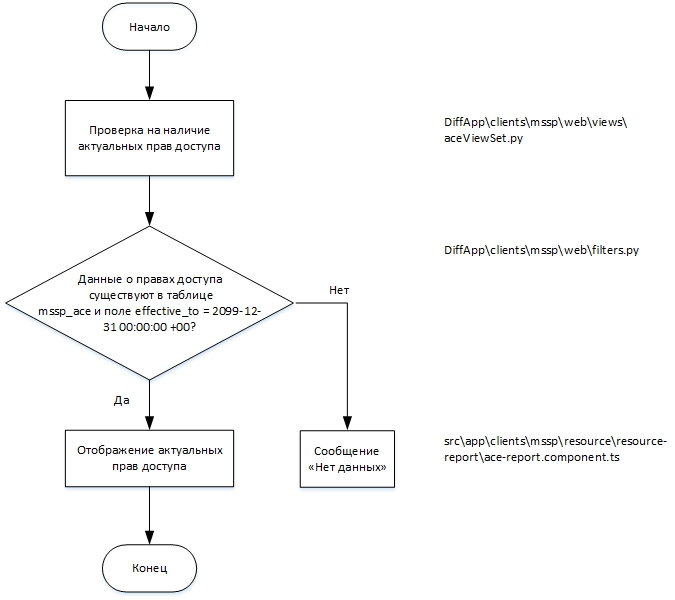 Начало
Проверка на наличие
актуальных прав доступа
DiffApp\clients\mssp\web\views\
aceViewSet.py
DiffApp\clients\mssp\web\filters.py
Данные о правах доступа
существуют в таблице
mssp_ace и поле effective_to = 2099-12-
31 00:00:00 +00?
Нет
Да
Отображение актуальных
прав доступа
Сообщение
«Нет данных»
src\app\clients\mssp\resource\resource-
report\ace-report.component.ts
Конец